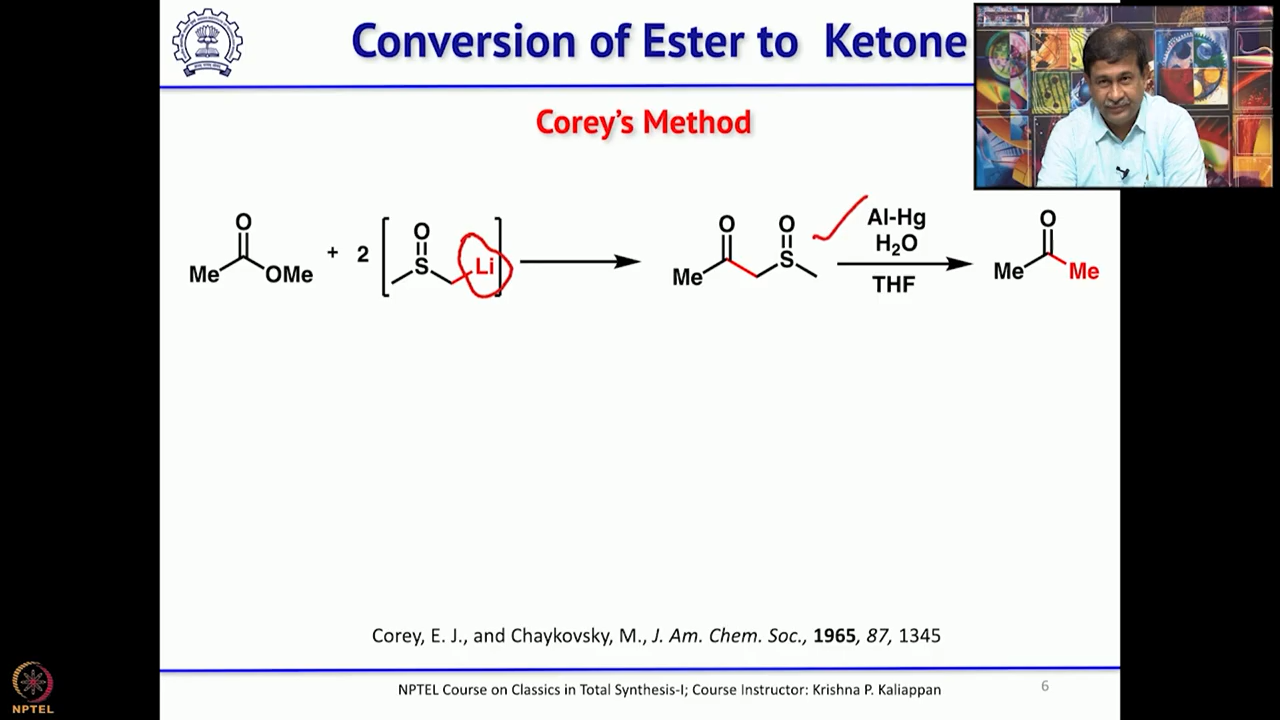 Conversion of Ester to Ketone
Corey's Method
O
Me
OMe
+ 2
O
S
Li
O
O
Me
S
Al-Hg
H₂O
THF
O
Me
Me
Corey, E. J., and Chaykovsky, M., J. Am. Chem. Soc., 1965, 87, 1345
NPTEL Course on Classics in Total Synthesis-I; Course Instructor: Krishna P. Kaliappan
6
NPTEL